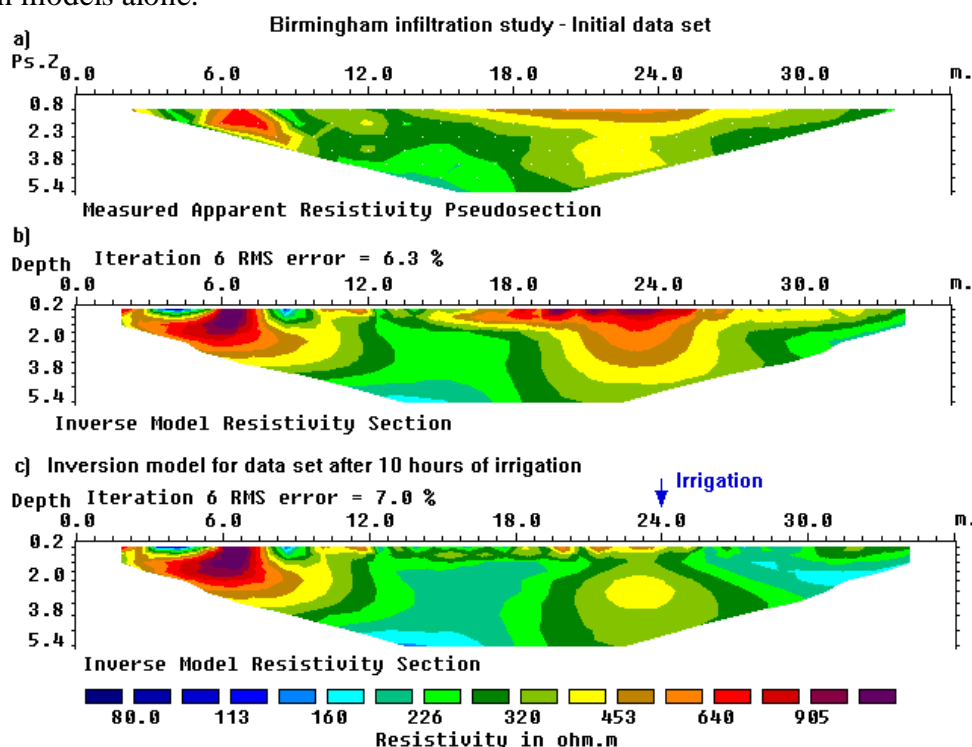 n models alone.
Birmingham infiltration study - Initial data set
a)
Ps.Z 0.0 6.0 12.0 18.0 24.0 30.0 m.
0.8
2.3
3.8
5.4
Measured Apparent Resistivity Pseudosection
b)
Iteration 6 RMS error = 6.3 %
Depth
0.0 6.0 12.0 18.0 24.0 30.0 m.
0.2
2.0
3.8
5.4
Inverse Model Resistivity Section
c) Inversion model for data set after 10 hours of irrigation
Irrigation
Depth Iteration 6 RMS error = 7.0 %
0.0 6.0 12.0 18.0 24.0 30.0 m.
0.2
2.0
3.8
5.4
Inverse Model Resistivity Section
80.0 113 160 226 320 453 640 905
Resistivity in ohm.m